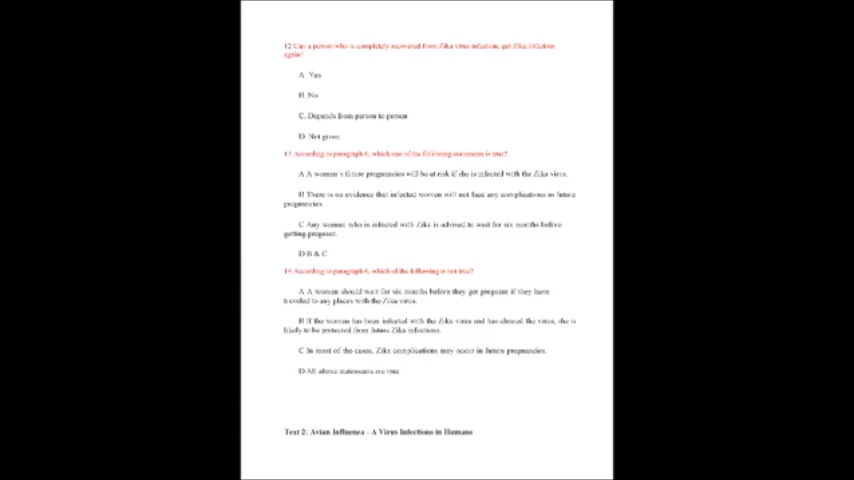 12 Can a person who is completely recovered from Zika virus infection, get Zika infection
again?
A. Yes
B. No
C. Depends from person to person
D. Not given
13 According to paragraph 6, which one of the following statements is true?
A A women's future pregnancies will be at risk if she is infected with the Zika virus.
B There is no evidence that infected women will not face any complications in future
pregnancies.
C Any women who is infected with Zika is advised to wait for six months before
getting pregnant.
D B & C
14 According to paragraph 6, which of the following is not true?
A A woman should wait for six months before they get pregnant if they have
traveled to any places with the Zika virus.
B If the woman has been infected with the Zika virus and has cleared the virus, she is
likely to be protected from future Zika infections.
C In most of the cases, Zika complications may occur in future pregnancies.
D All above statements are true
Text 2: Avian Influenza - A Virus Infections in Humans